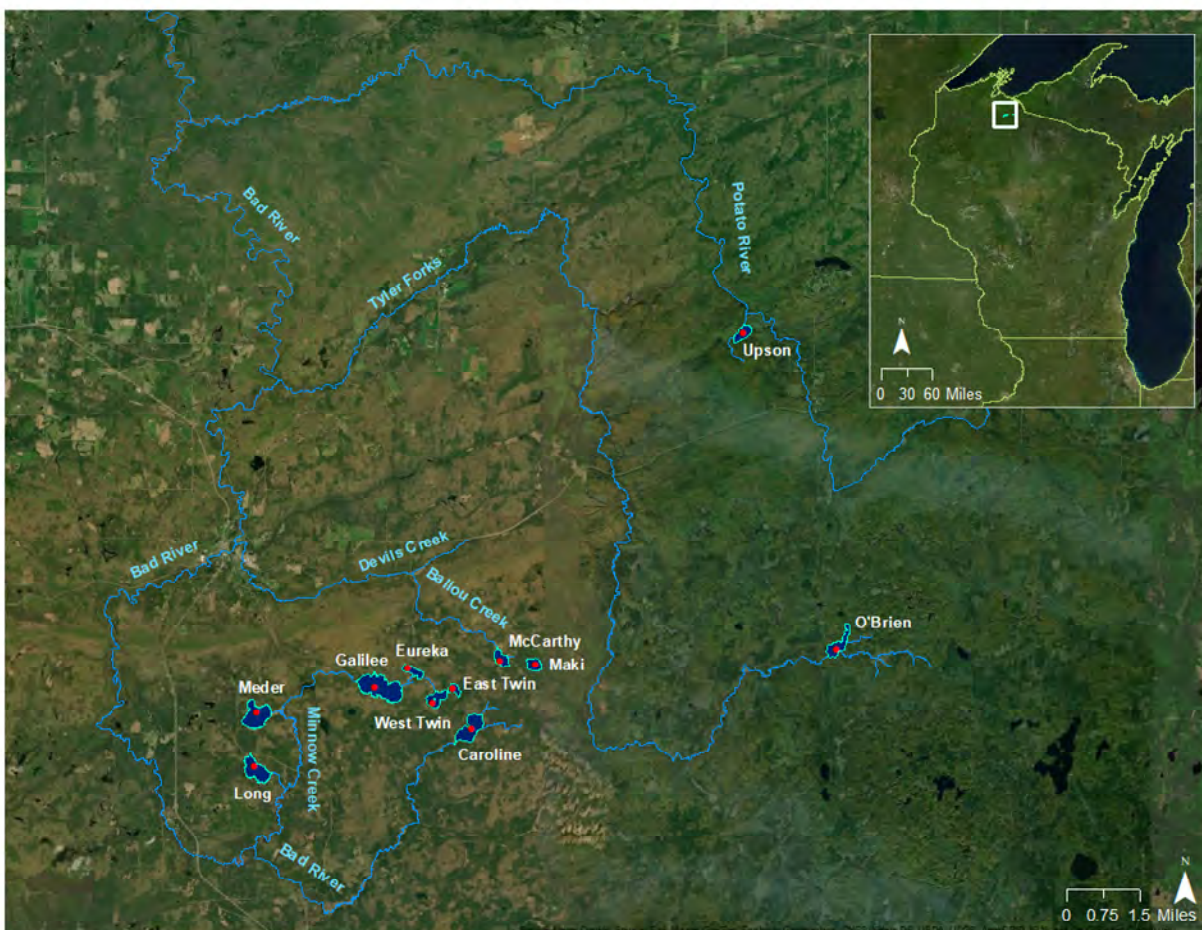 N
0 30 60 Miles
Bad River
Potato River
Tyler Forks
Upson
Bad River
Devils Creek
Ballou Creek
O'Brien
McCarthy
Eureka
Maki
Galilee
East Twin
Meder
West Twin
Minnow Creek
Caroline
Long
Bad River
N
0 0.75 1.5 Miles